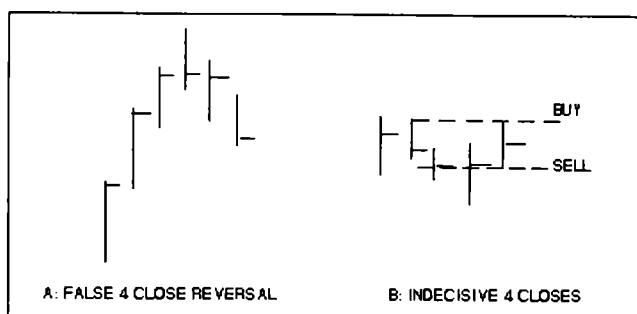 BUY
SELL
A: FALSE 4 CLOSE REVERSAL
B: INDECISIVE 4 CLOSES